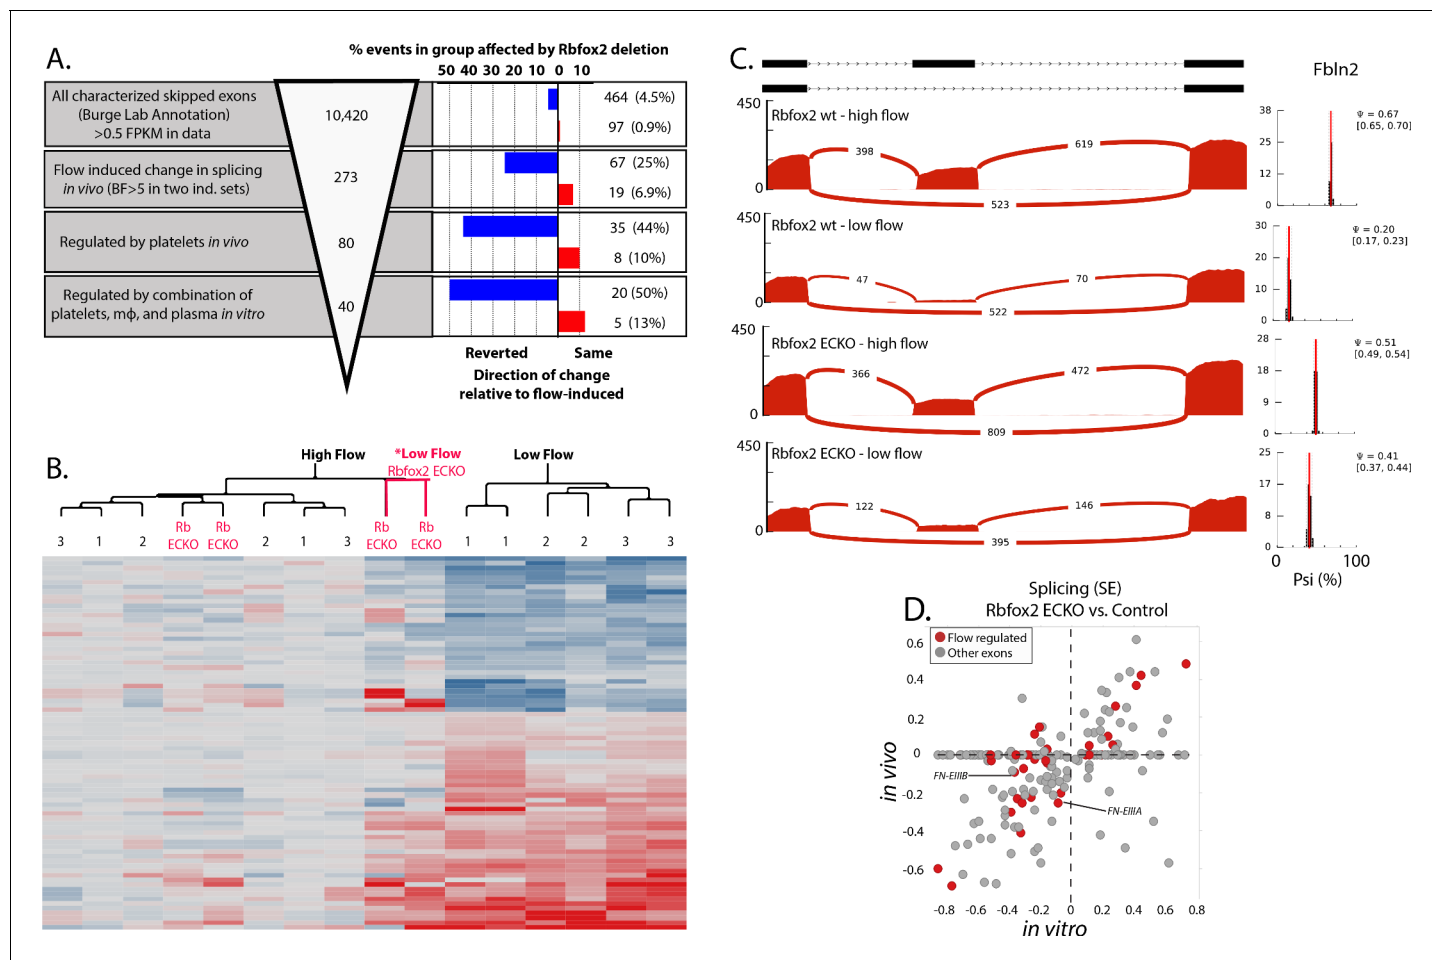 A.
% events in group affected by Rbfox2 deletion
50 40 30 20 10 0 10
All characterized skipped exons
(Burge Lab Annotation)
>0.5 FPKM in data
10,420
464 (4.5%)
97 (0.9%)
Flow induced change in splicing
in vivo (BF>5 in two ind. sets)
273
67 (25%)
19 (6.9%)
Regulated by platelets in vivo
80
35 (44%)
8 (10%)
Regulated by combination of
platelets, mϕ, and plasma in vitro
40
20 (50%)
5 (13%)
Reverted Same
Direction of change
relative to flow-induced
B.
High Flow
*Low Flow
Rbfox2 ECKO
Low Flow
3 1 2 Rb ECKO Rb ECKO 2 1 3 Rb ECKO Rb ECKO 1 1 2 2 3 3
C.
Fbln2
450
0
Rbfox2 wt - high flow
398
619
523
38
25
12
0
Ψ = 0.67
[0.65, 0.70]
Rbfox2 wt - low flow
0
47
70
522
30
20
10
0
Ψ = 0.20
[0.17, 0.23]
450
0
Rbfox2 ECKO - high flow
366
472
809
28
18
9
0
Ψ = 0.51
[0.49, 0.54]
450
0
Rbfox2 ECKO - low flow
122
146
395
25
17
8
0
Ψ = 0.41
[0.37, 0.44]
0 100
Psi (%)
D.
Splicing (SE)
Rbfox2 ECKO vs. Control
Flow regulated
Other exons
0.6
0.4
0.2
0
-0.2
-0.4
-0.6
in vivo
FN-EIIIB
FN-EIIIA
-0.8 -0.6 -0.4 -0.2 0 0.2 0.4 0.6 0.8
in vitro